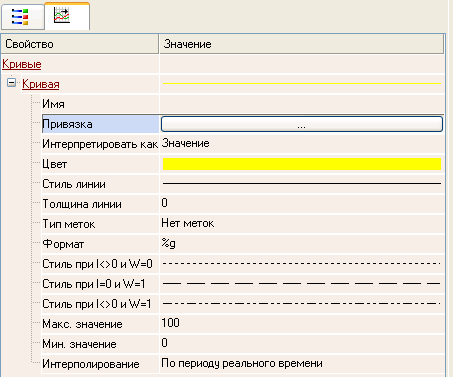 Свойство Значение
Кривые
Кривая
Имя
Привязка ...
Интерпретировать как Значение
Цвет
Стиль линии
Толщина линии 0
Тип меток Нет меток
Формат %g
Стиль при I<>0 и W=0
Стиль при I=0 и W=1
Стиль при I<>0 и W=1
Макс. значение 100
Мин. значение 0
Интерполирование По периоду реального времени